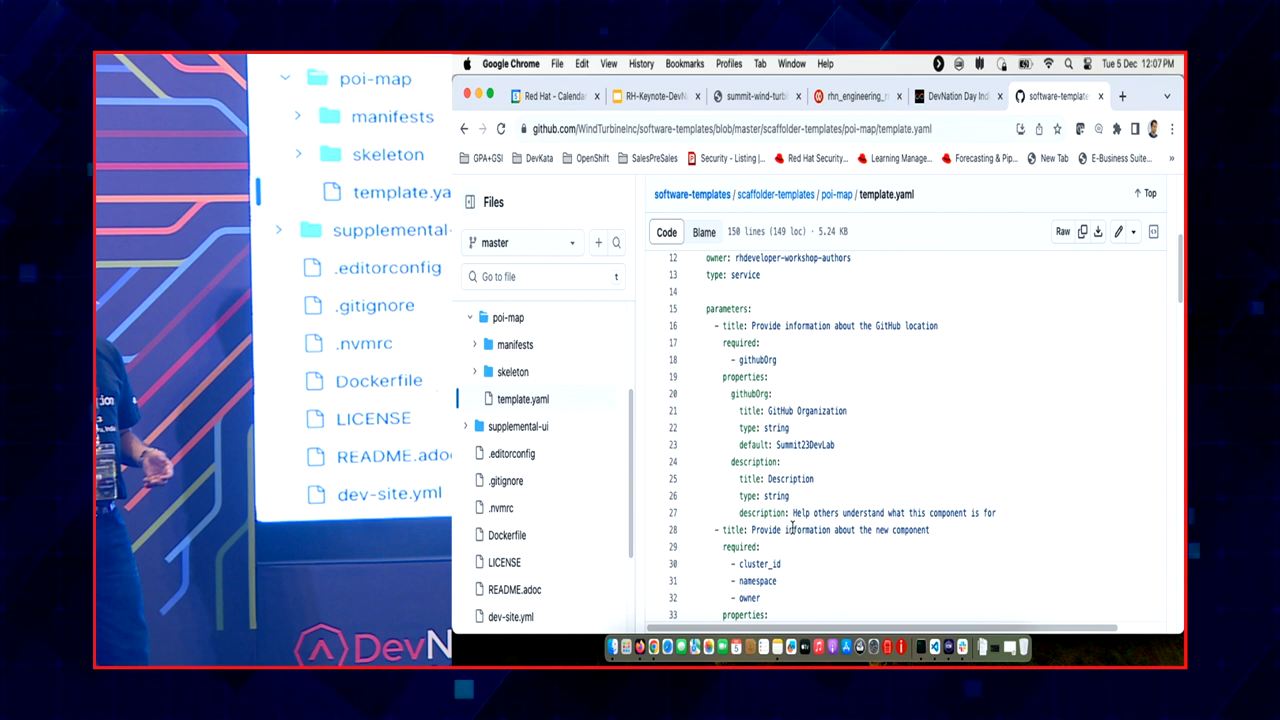 poi-map
manifests
skeleton
template.ya
supplemental-
.editorconfig
.gitignore
.nvmrc
Dockerfile
LICENSE
README.adoc
dev-site.yml
DevN
Google Chrome File Edit View History Bookmarks Profiles Tab Window Help
Tue 5 Dec 12:07PM
Red Hat - Calenda
RH-Keynote-DevN
summit-wind-turbi
rhn_engineering_r
DevNation Day Indi
software-template
github.com/WindTurbineInc/software-templates/blob/master/scaffolder-templates/poi-map/template.yaml
GPA+GSI
DevKata
OpenShift
SalesPreSales
Security - Listing |...
Red Hat Security...
Learning Manage...
Forecasting & Pip...
New Tab
E-Business Suite...
»
Files
master
Go to file
t
poi-map
manifests
skeleton
template.yaml
supplemental-ui
.editorconfig
.gitignore
.nvmrc
Dockerfile
LICENSE
README.adoc
dev-site.yml
software-templates / scaffolder-templates / poi-map / template.yaml
Top
Code Blame 150 lines (149 loc) · 5.24 KB
Raw
12 owner: rhdeveloper-workshop-authors
13 type: service
14
15 parameters:
16 - title: Provide information about the GitHub location
17 required:
18 - githubOrg
19 properties:
20 githubOrg:
21 title: GitHub Organization
22 type: string
23 default: Summit23DevLab
24 description:
25 title: Description
26 type: string
27 description: Help others understand what this component is for
28 - title: Provide information about the new component
29 required:
30 - cluster_id
31 - namespace
32 - owner
33 properties: